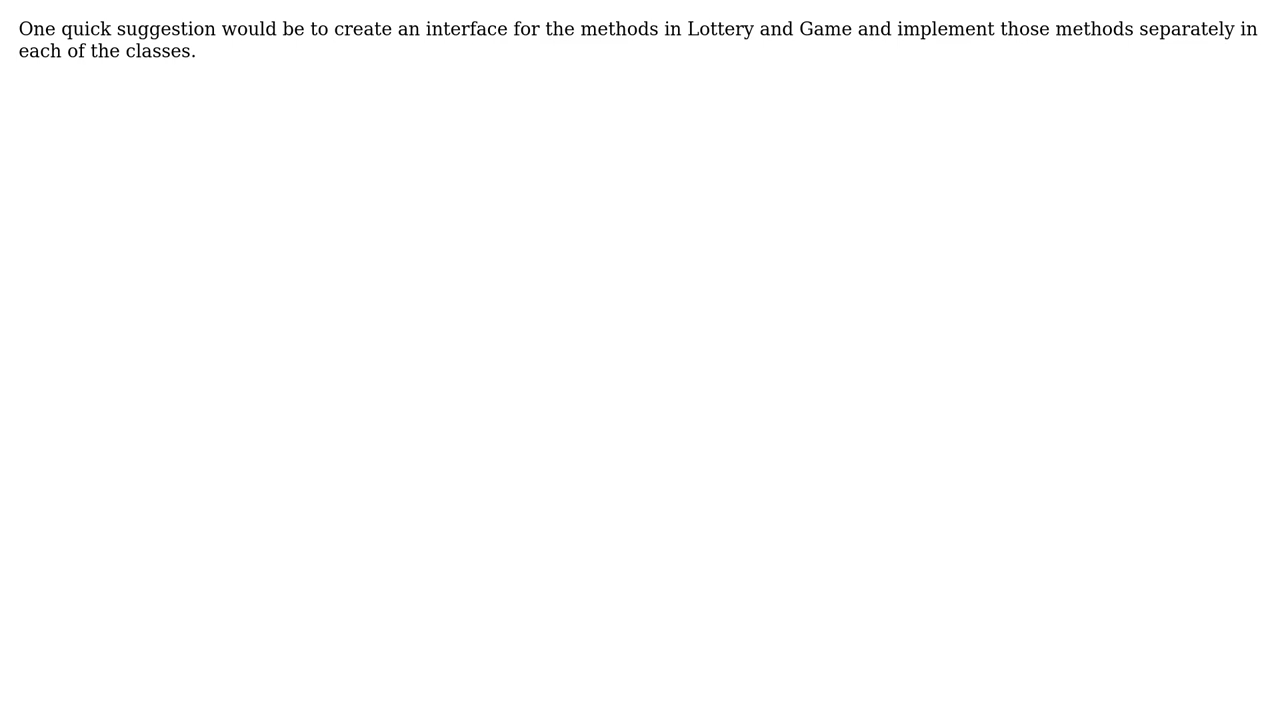 One quick suggestion would be to create an interface for the methods in Lottery and Game and implement those methods separately in
each of the classes.